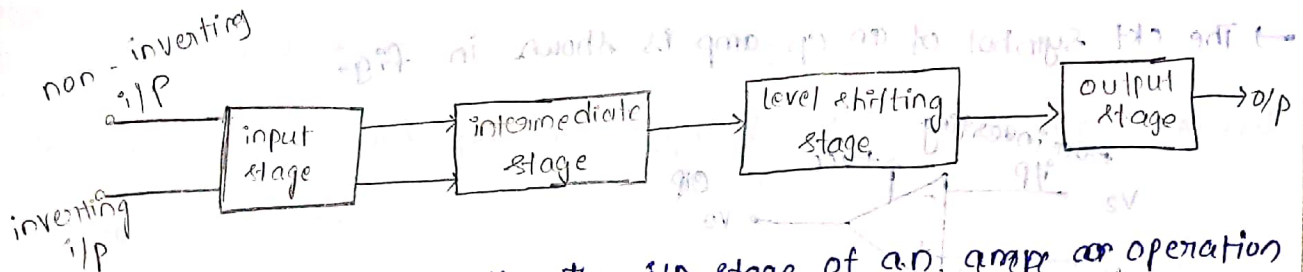 non-inverting
i/p
inverting
i/p
input
stage
intermediate
stage
level shifting
stage
output
stage
o/p
i/p stage of an amp or operation